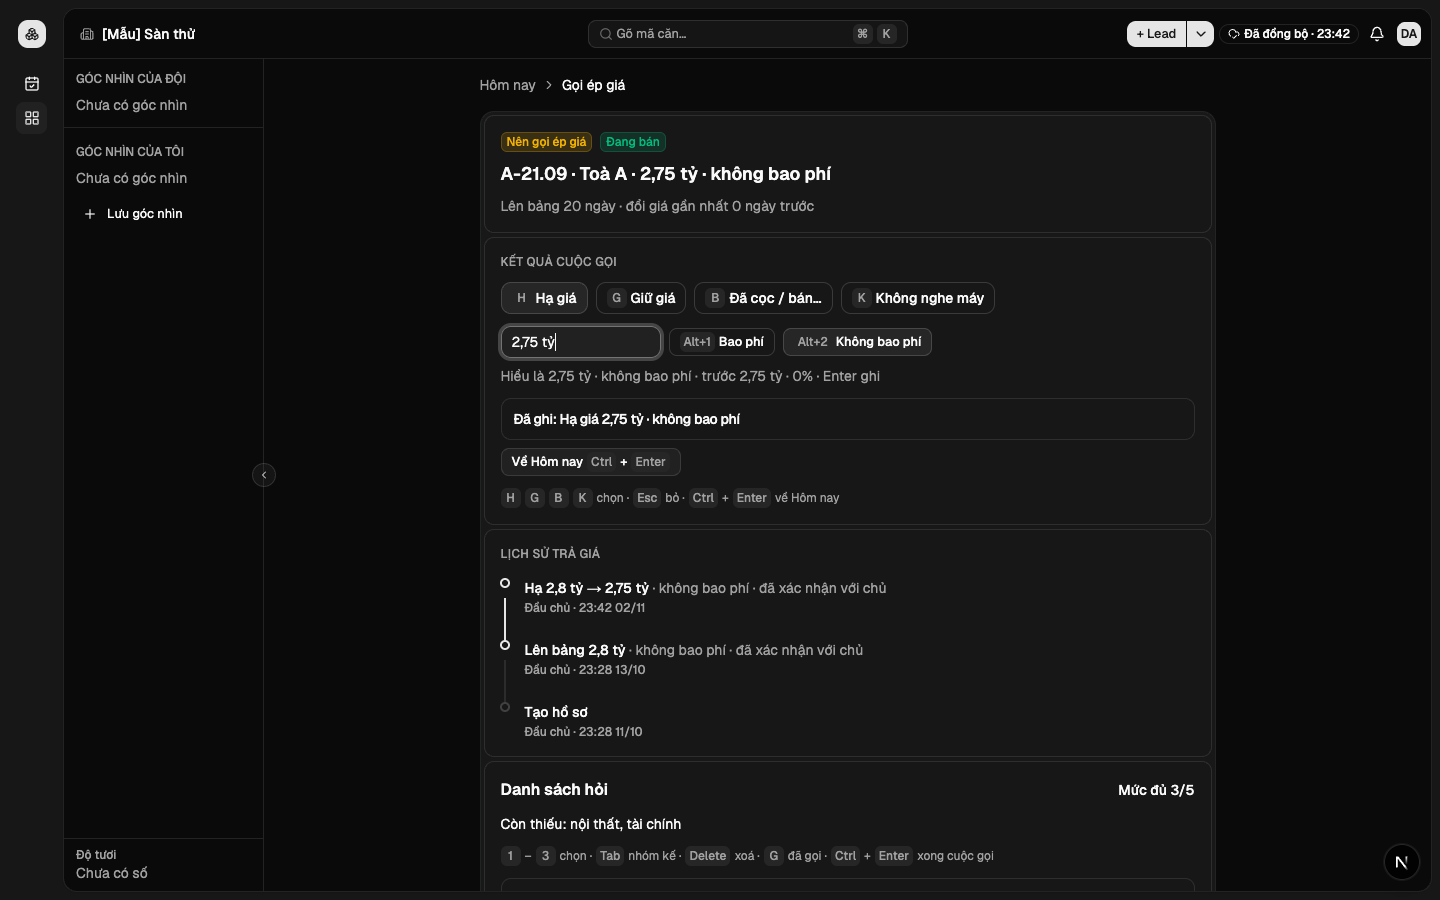 [Mẫu] Sàn thử
Gõ mã căn...
⌘ K
+ Lead
Đã đồng bộ · 23:42
DA
GÓC NHÌN CỦA ĐỘI
Chưa có góc nhìn
GÓC NHÌN CỦA TÔI
Chưa có góc nhìn
+ Lưu góc nhìn
Độ tươi
Chưa có số
Hôm nay > Gọi ép giá
Nên gọi ép giá
Đang bán
A-21.09 · Toà A · 2,75 tỷ · không bao phí
Lên bảng 20 ngày · đổi giá gần nhất 0 ngày trước
KẾT QUẢ CUỘC GỌI
H Hạ giá
G Giữ giá
B Đã cọc / bán...
K Không nghe máy
2,75 tỷ
Alt+1 Bao phí
Alt+2 Không bao phí
Hiểu là 2,75 tỷ · không bao phí · trước 2,75 tỷ · 0% · Enter ghi
Đã ghi: Hạ giá 2,75 tỷ · không bao phí
Về Hôm nay Ctrl + Enter
H G B K chọn · Esc bỏ · Ctrl + Enter về Hôm nay
LỊCH SỬ TRẢ GIÁ
Hạ 2,8 tỷ → 2,75 tỷ · không bao phí · đã xác nhận với chủ
Đầu chủ · 23:42 02/11
Lên bảng 2,8 tỷ · không bao phí · đã xác nhận với chủ
Đầu chủ · 23:28 13/10
Tạo hồ sơ
Đầu chủ · 23:28 11/10
Danh sách hỏi
Mức đủ 3/5
Còn thiếu: nội thất, tài chính
1 – 3 chọn · Tab nhóm kế · Delete xoá · G đã gọi · Ctrl + Enter xong cuộc gọi
N